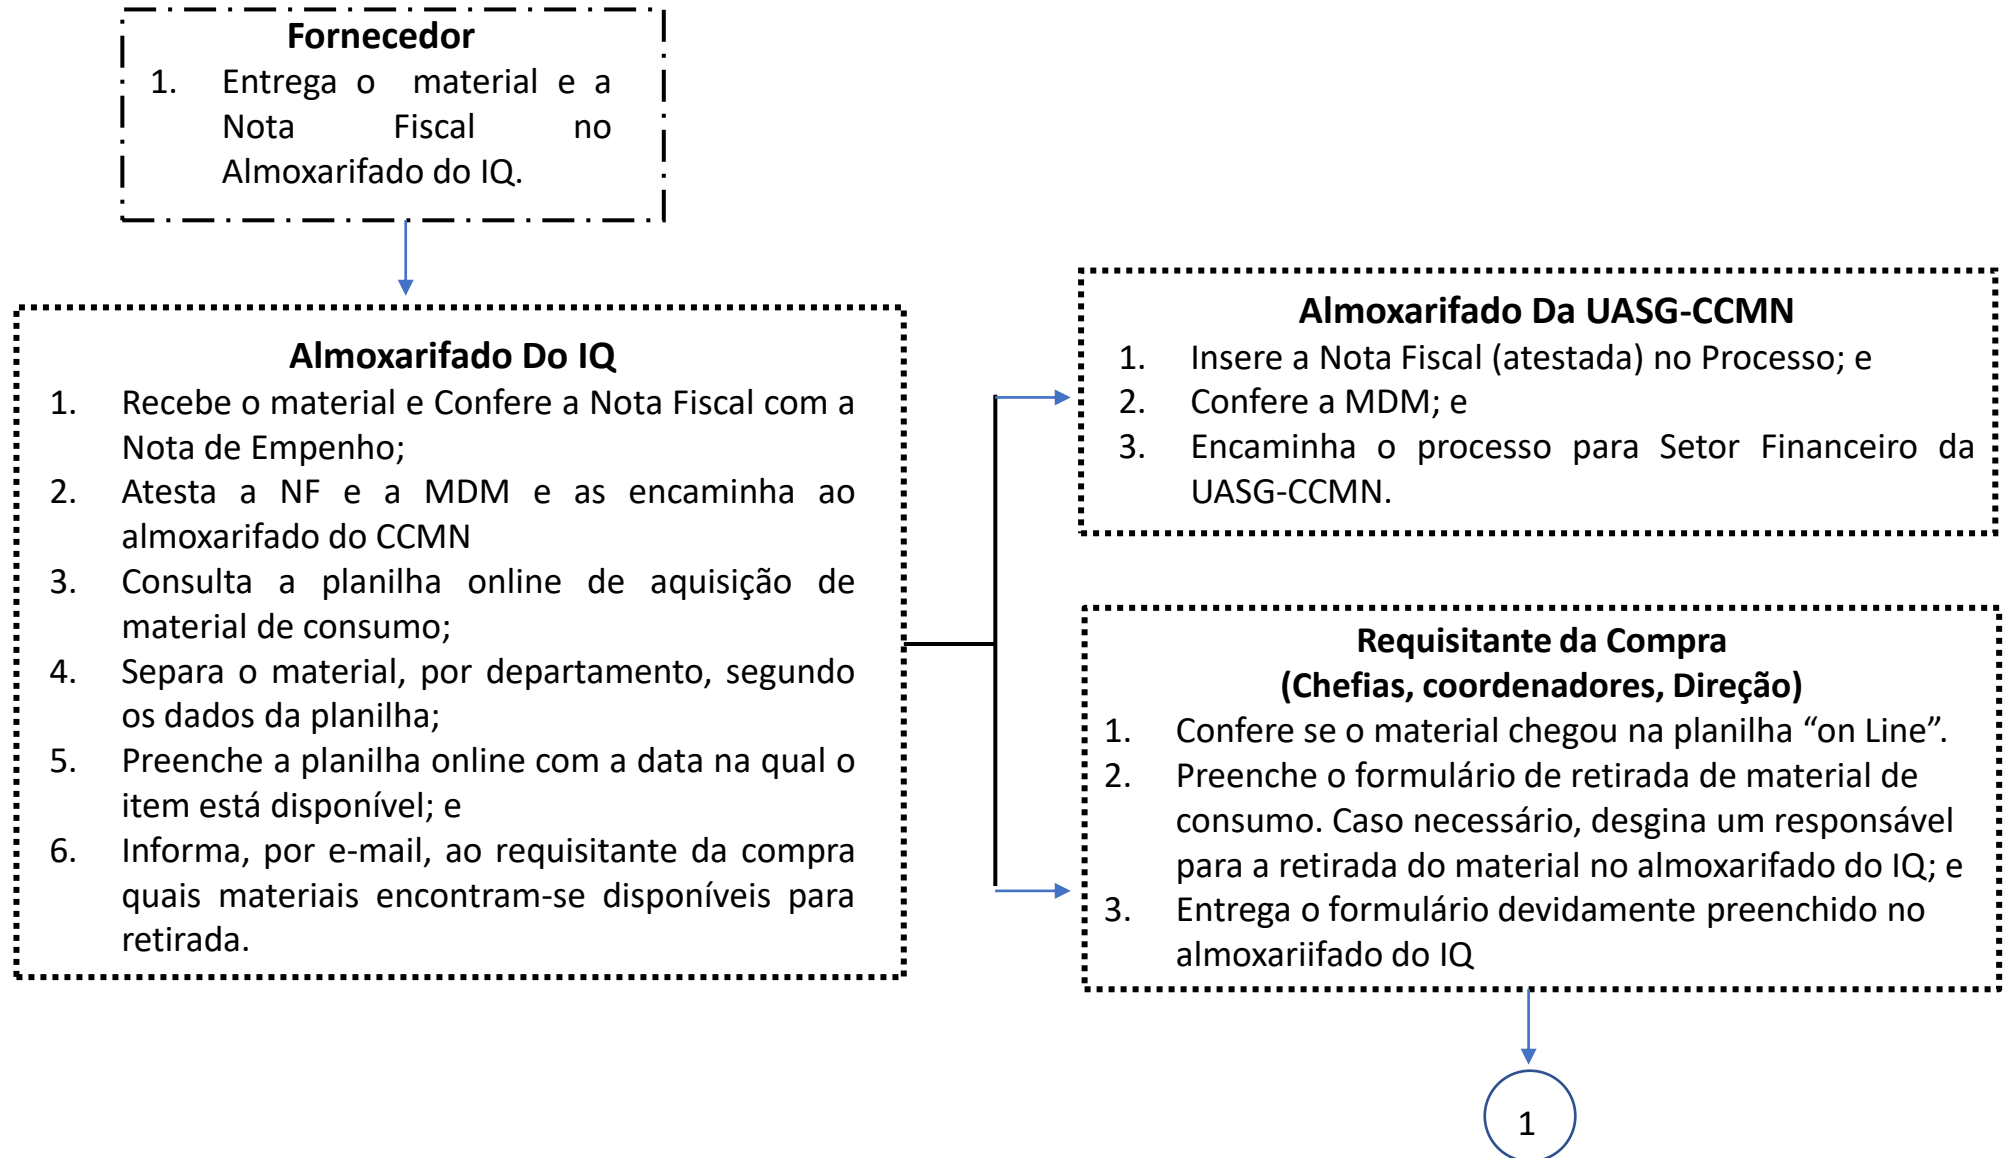 Fornecedor
1. Entrega o material e a
Nota Fiscal no
Almoxarifado do IQ.
Almoxarifado Do IQ
1. Recebe o material e Confere a Nota Fiscal com a
Nota de Empenho;
2. Atesta a NF e a MDM e as encaminha ao
almoxarifado do CCMN
3. Consulta a planilha online de aquisição de
material de consumo;
4. Separa o material, por departamento, segundo
os dados da planilha;
5. Preenche a planilha online com a data na qual o
item está disponível; e
6. Informa, por e-mail, ao requisitante da compra
quais materiais encontram-se disponíveis para
retirada.
Almoxarifado Da UASG-CCMN
1. Insere a Nota Fiscal (atestada) no Processo; e
2. Confere a MDM; e
3. Encaminha o processo para Setor Financeiro da
UASG-CCMN.
Requisitante da Compra
(Chefias, coordenadores, Direção)
1. Confere se o material chegou na planilha “on Line”.
2. Preenche o formulário de retirada de material de
consumo. Caso necessário, desgina um responsável
para a retirada do material no almoxarifado do IQ; e
3. Entrega o formulário devidamente preenchido no
almoxariifado do IQ
1